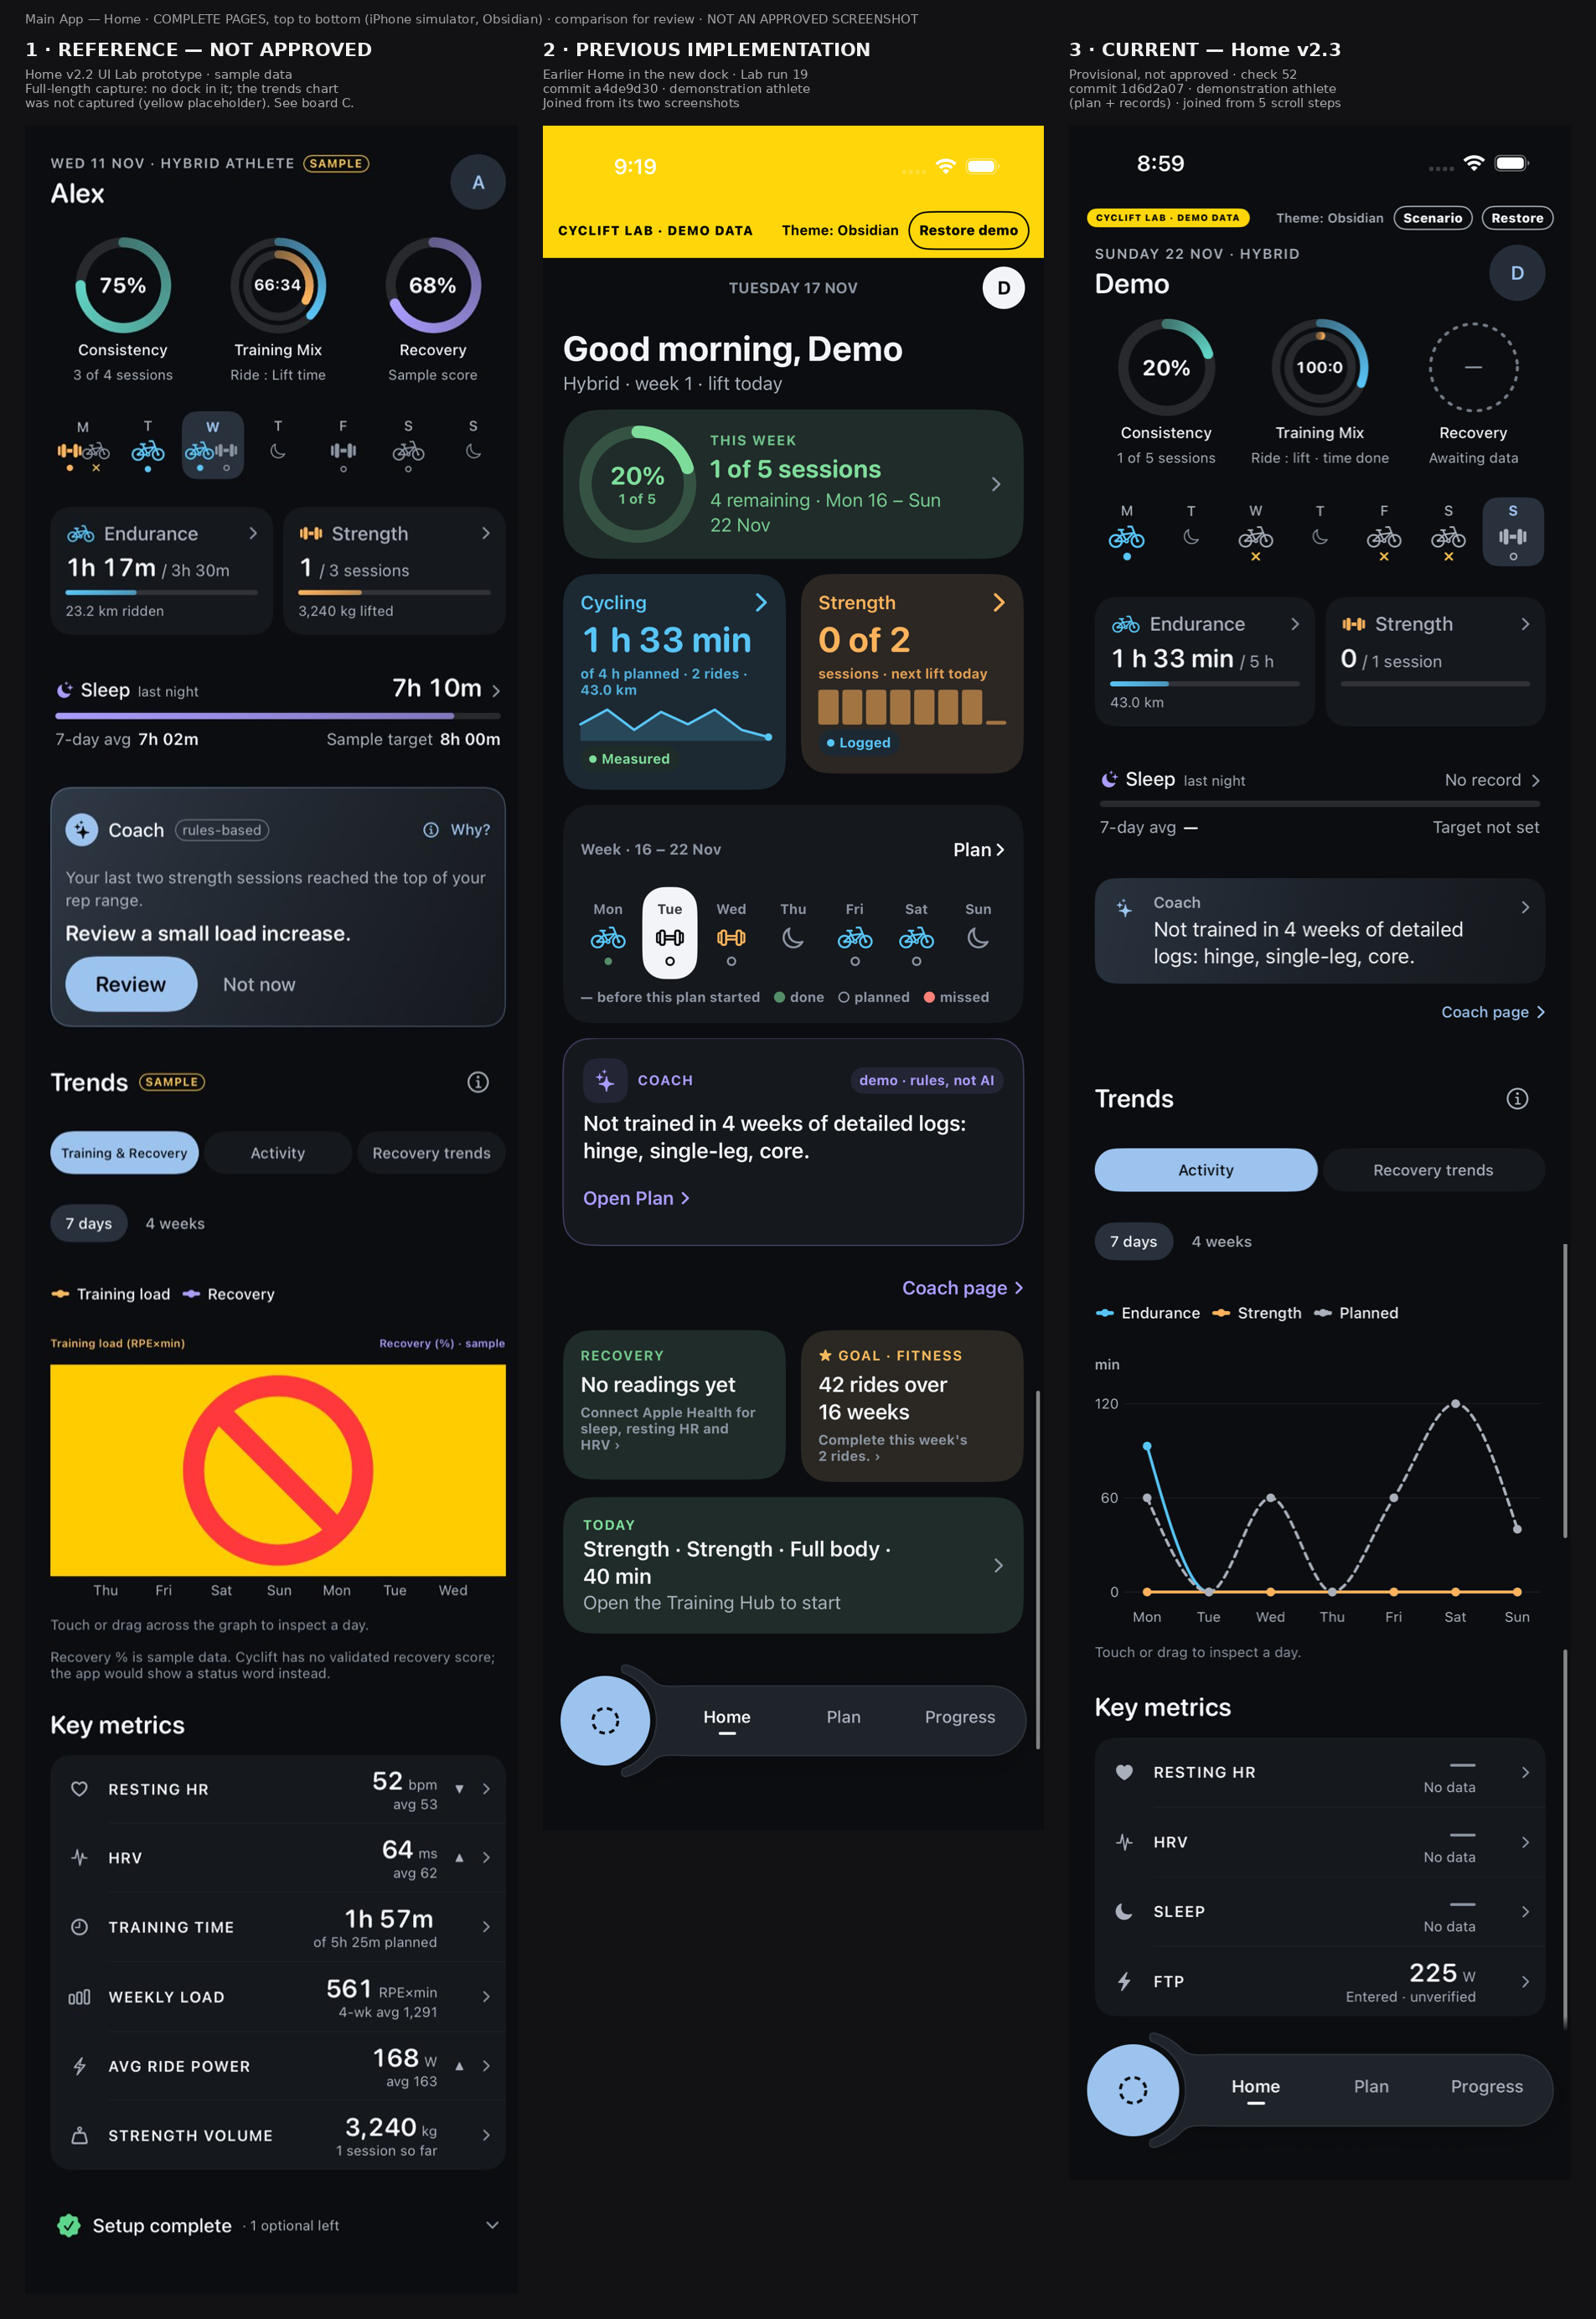 Main App — Home · COMPLETE PAGES, top to bottom (iPhone simulator, Obsidian) · comparison for review · NOT AN APPROVED SCREENSHOT
1 · REFERENCE — NOT APPROVED
Home v2.2 UI Lab prototype · sample data
Full-length capture: no dock in it; the trends chart
was not captured (yellow placeholder). See board C.
WED 11 NOV · HYBRID ATHLETE SAMPLE
Alex
A
75% 66:34 68%
Consistency Training Mix Recovery
3 of 4 sessions Ride : Lift time Sample score
M T W T F S S
Endurance Strength
1h 17m / 3h 30m 1 / 3 sessions
23.2 km ridden 3,240 kg lifted
Sleep last night 7h 10m
7-day avg 7h 02m Sample target 8h 00m
Coach rules-based Why?
Your last two strength sessions reached the top of your
rep range.
Review a small load increase.
Review Not now
Trends SAMPLE
Training & Recovery Activity Recovery trends
7 days 4 weeks
Training load Recovery
Training load (RPE×min) Recovery (%) · sample
Thu Fri Sat Sun Mon Tue Wed
Touch or drag across the graph to inspect a day.
Recovery % is sample data. Cyclift has no validated recovery score;
the app would show a status word instead.
Key metrics
RESTING HR 52 bpm
avg 53
HRV 64 ms
avg 62
TRAINING TIME 1h 57m
of 5h 25m planned
WEEKLY LOAD 561 RPE×min
4-wk avg 1,291
AVG RIDE POWER 168 W
avg 163
STRENGTH VOLUME 3,240 kg
1 session so far
Setup complete · 1 optional left
2 · PREVIOUS IMPLEMENTATION
Earlier Home in the new dock · Lab run 19
commit a4de9d30 · demonstration athlete
Joined from its two screenshots
9:19
CYCLIFT LAB · DEMO DATA Theme: Obsidian Restore demo
TUESDAY 17 NOV D
Good morning, Demo
Hybrid · week 1 · lift today
20%
1 of 5
THIS WEEK
1 of 5 sessions
4 remaining · Mon 16 – Sun
22 Nov
Cycling
1 h 33 min
of 4 h planned · 2 rides ·
43.0 km
Measured
Strength
0 of 2
sessions · next lift today
Logged
Week · 16 – 22 Nov Plan
Mon Tue Wed Thu Fri Sat Sun
— before this plan started done planned missed
COACH demo · rules, not AI
Not trained in 4 weeks of detailed logs:
hinge, single-leg, core.
Open Plan
Coach page
RECOVERY
No readings yet
Connect Apple Health for
sleep, resting HR and
HRV ›
GOAL · FITNESS
42 rides over
16 weeks
Complete this week's
2 rides. ›
TODAY
Strength · Strength · Full body ·
40 min
Open the Training Hub to start
Home Plan Progress
3 · CURRENT — Home v2.3
Provisional, not approved · check 52
commit 1d6d2a07 · demonstration athlete
(plan + records) · joined from 5 scroll steps
8:59
CYCLIFT LAB · DEMO DATA Theme: Obsidian Scenario Restore
SUNDAY 22 NOV · HYBRID
Demo
D
20% 100:0 —
Consistency Training Mix Recovery
1 of 5 sessions Ride : lift · time done Awaiting data
M T W T F S S
Endurance Strength
1 h 33 min / 5 h 0 / 1 session
43.0 km
Sleep last night No record
7-day avg — Target not set
Coach
Not trained in 4 weeks of detailed
logs: hinge, single-leg, core.
Coach page
Trends
Activity Recovery trends
7 days 4 weeks
Endurance Strength Planned
min
120
60
0
Mon Tue Wed Thu Fri Sat Sun
Touch or drag to inspect a day.
Key metrics
RESTING HR —
No data
HRV —
No data
SLEEP —
No data
FTP 225 W
Entered · unverified
Home Plan Progress